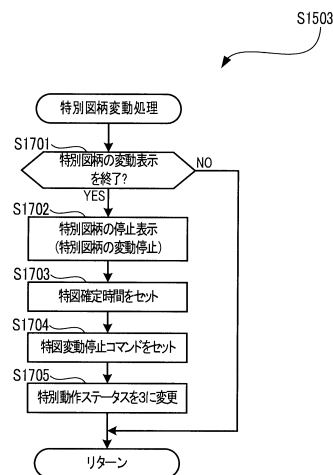 S1503
特別図柄変動処理
S1701
特別図柄の変動表示
を終了?
NO
YES
S1702
特別図柄の停止表示
(特別図柄の変動停止)
S1703
特図確定時間をセット
S1704
特図変動停止コマンドをセット
S1705
特別動作ステータスを3に変更
リターン